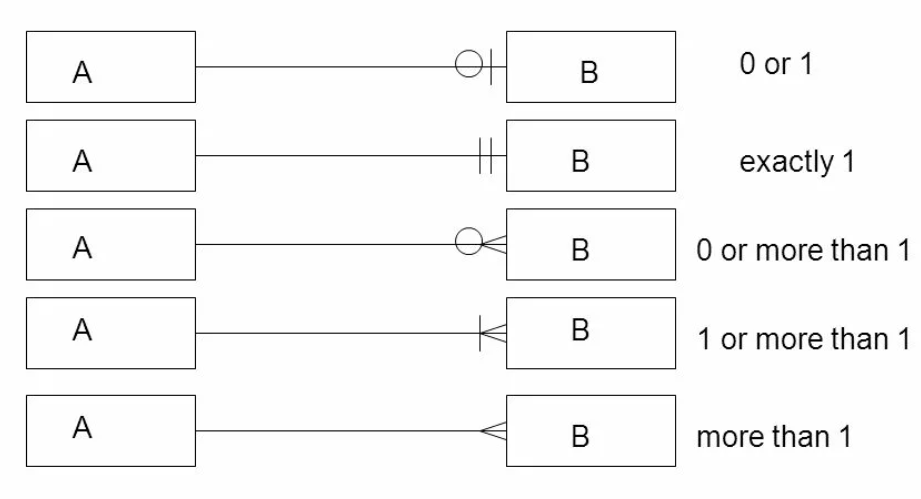 A B 0 or 1
A B exactly 1
A B 0 or more than 1
A B 1 or more than 1
A B more than 1